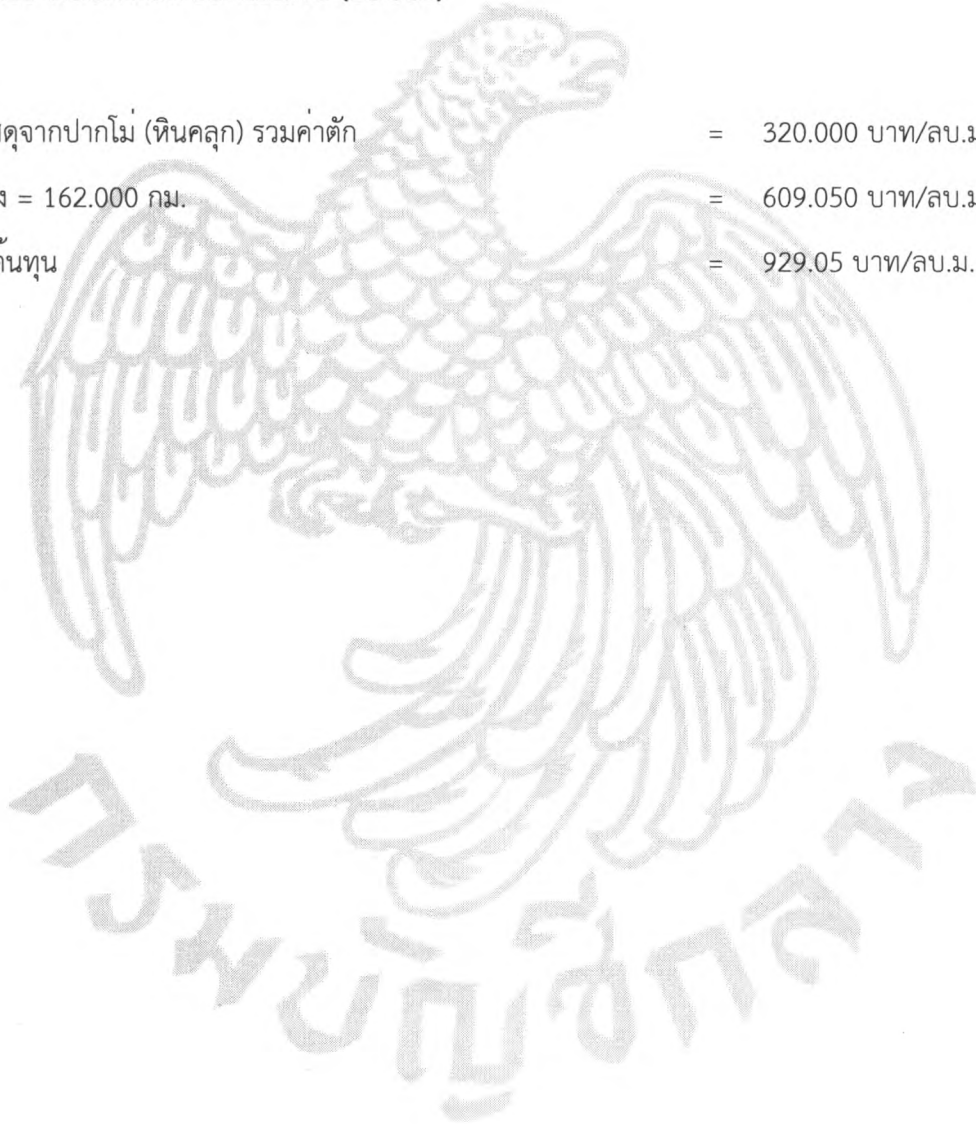 จากปากโม่ (หินคลุก) รวมค่าตัก = 320.000 บาท/ลบ.ม
= 162.000 กม. = 609.050 บาท/ลบ.ม
ต้นทุน = 929.05 บาท/ลบ.ม.
กรมบัญชีกลาง